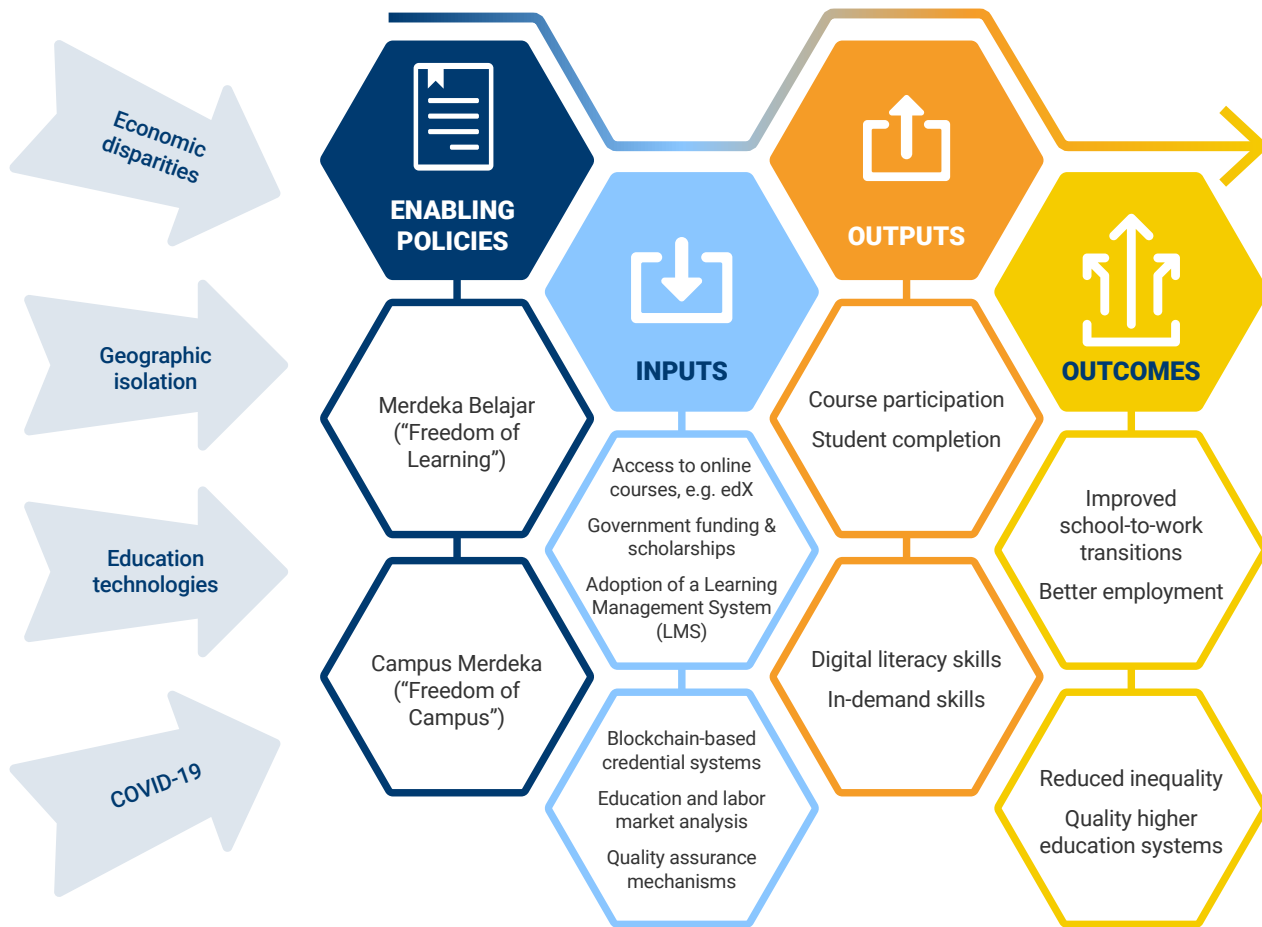 Economic
disparities
Geographic
isolation
Education
technologies
COVID-19
ENABLING
POLICIES
Merdeka Belajar
(“Freedom of
Learning”)
Campus Merdeka
(“Freedom of
Campus”)
INPUTS
Access to online
courses, e.g. edX
Government funding &
scholarships
Adoption of a Learning
Management System
(LMS)
Blockchain-based
credential systems
Education and labor
market analysis
Quality assurance
mechanisms
OUTPUTS
Course participation
Student completion
Digital literacy skills
In-demand skills
OUTCOMES
Improved
school-to-work
transitions
Better employment
Reduced inequality
Quality higher
education systems